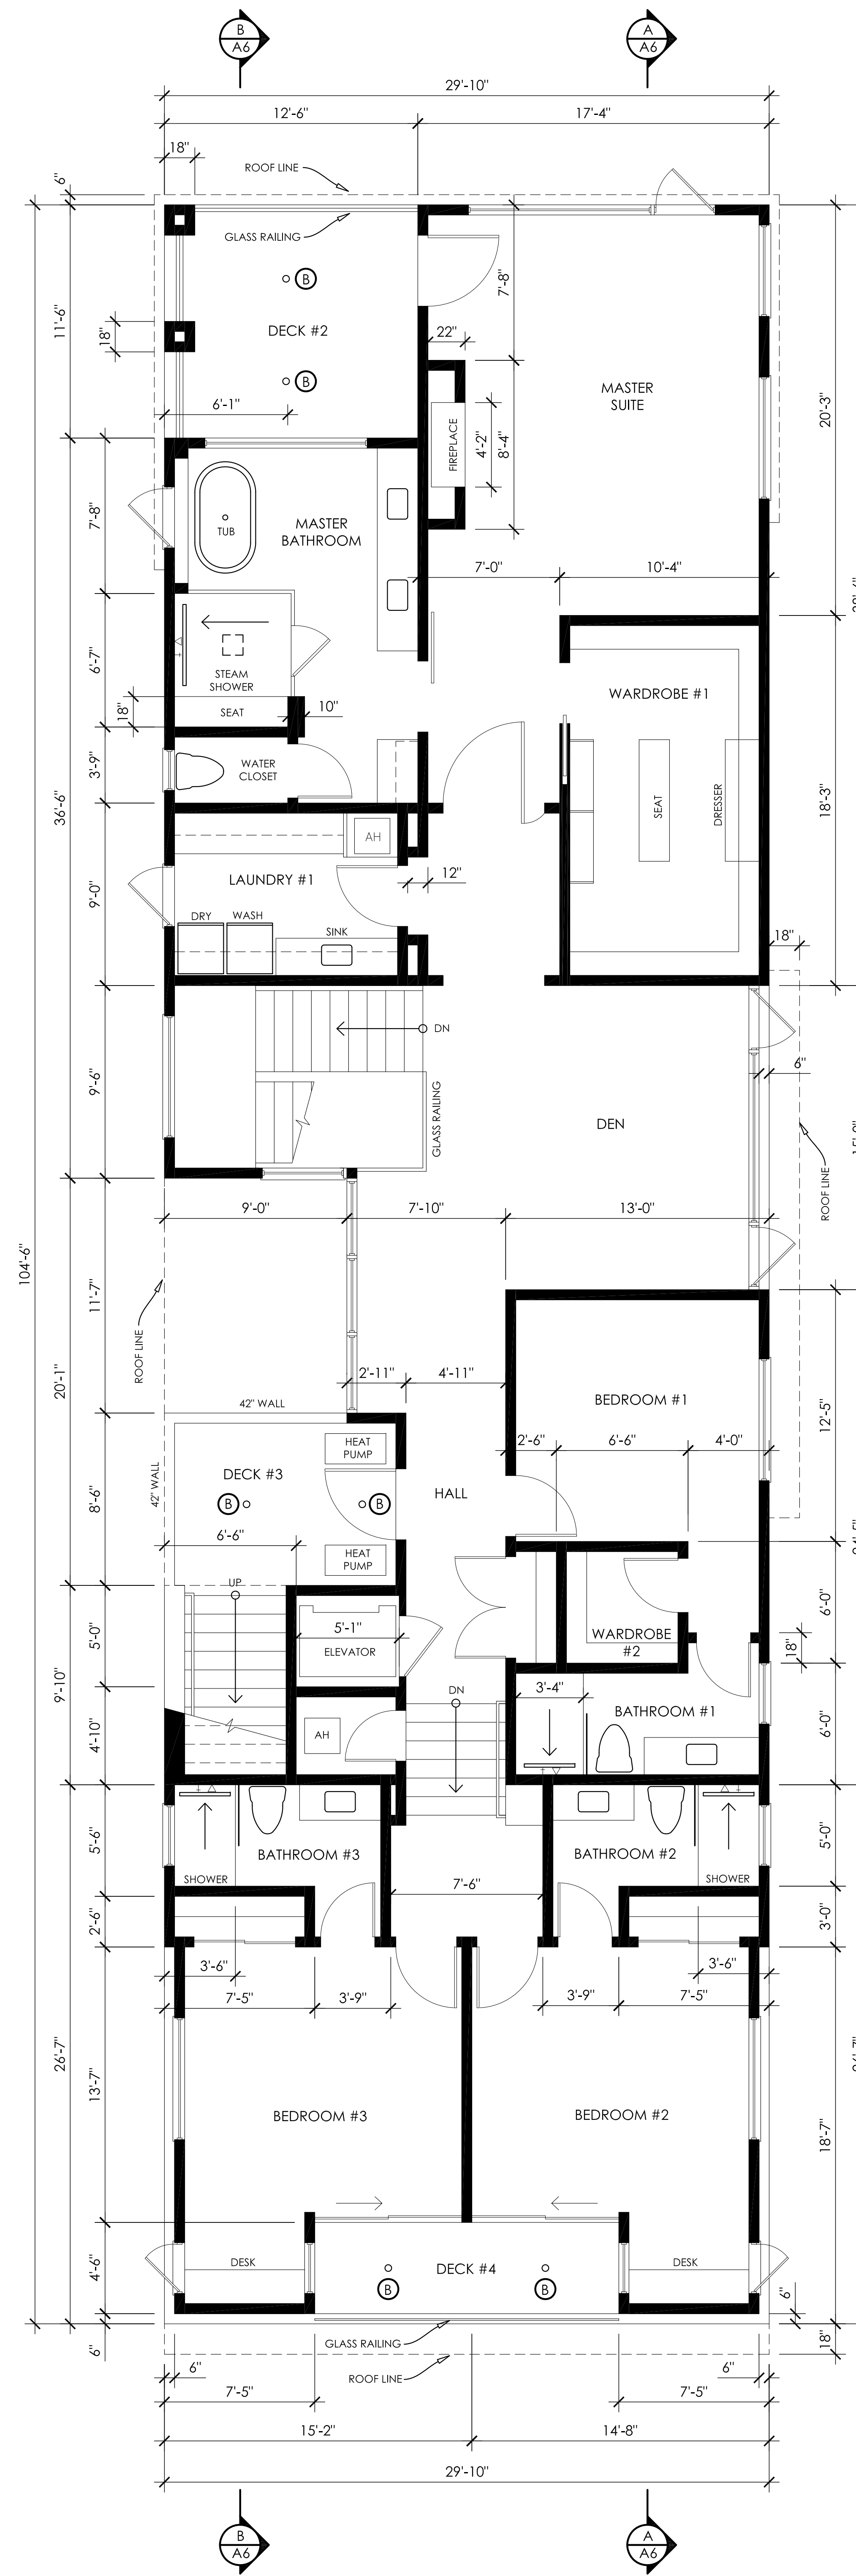 B
A6
A
A6
29'-10"
12'-6"
17'-4"
18"
6"
ROOF LINE
GLASS RAILING
B
7'-8"
11'-6"
18"
DECK #2
22"
B
MASTER
SUITE
20'-3"
6'-1"
FIREPLACE
4'-2"
8'-4"
7'-8"
TUB
MASTER
BATHROOM
7'-0"
10'-4"
6'-7"
STEAM
SHOWER
WARDROBE #1
18"
SEAT
10"
3'-9"
WATER
CLOSET
36'-6"
SEAT
DRESSER
18'-3"
AH
LAUNDRY #1
12"
9'-0"
DRY
WASH
SINK
18"
DN
9'-6"
6"
GLASS RAILING
DEN
ROOF LINE
9'-0"
7'-10"
13'-0"
104'-6"
11'-7"
ROOF LINE
20'-1"
2'-11"
4'-11"
BEDROOM #1
12'-5"
42" WALL
HEAT
PUMP
2'-6"
6'-6"
4'-0"
DECK #3
42" WALL
HALL
8'-6"
B
B
6'-6"
HEAT
PUMP
UP
5'-1"
ELEVATOR
5'-0"
WARDROBE
#2
6'-0"
18"
9'-10"
DN
3'-4"
BATHROOM #1
4'-10"
AH
6'-0"
5'-6"
BATHROOM #3
BATHROOM #2
5'-0"
SHOWER
7'-6"
SHOWER
2'-6"
3'-0"
3'-6"
3'-6"
7'-5"
3'-9"
3'-9"
7'-5"
26'-7"
13'-7"
BEDROOM #3
BEDROOM #2
18'-7"
4'-6"
DESK
DECK #4
DESK
B
B
6"
GLASS RAILING
6"
18"
ROOF LINE
6"
6"
7'-5"
7'-5"
15'-2"
14'-8"
29'-10"
B
A6
A
A6